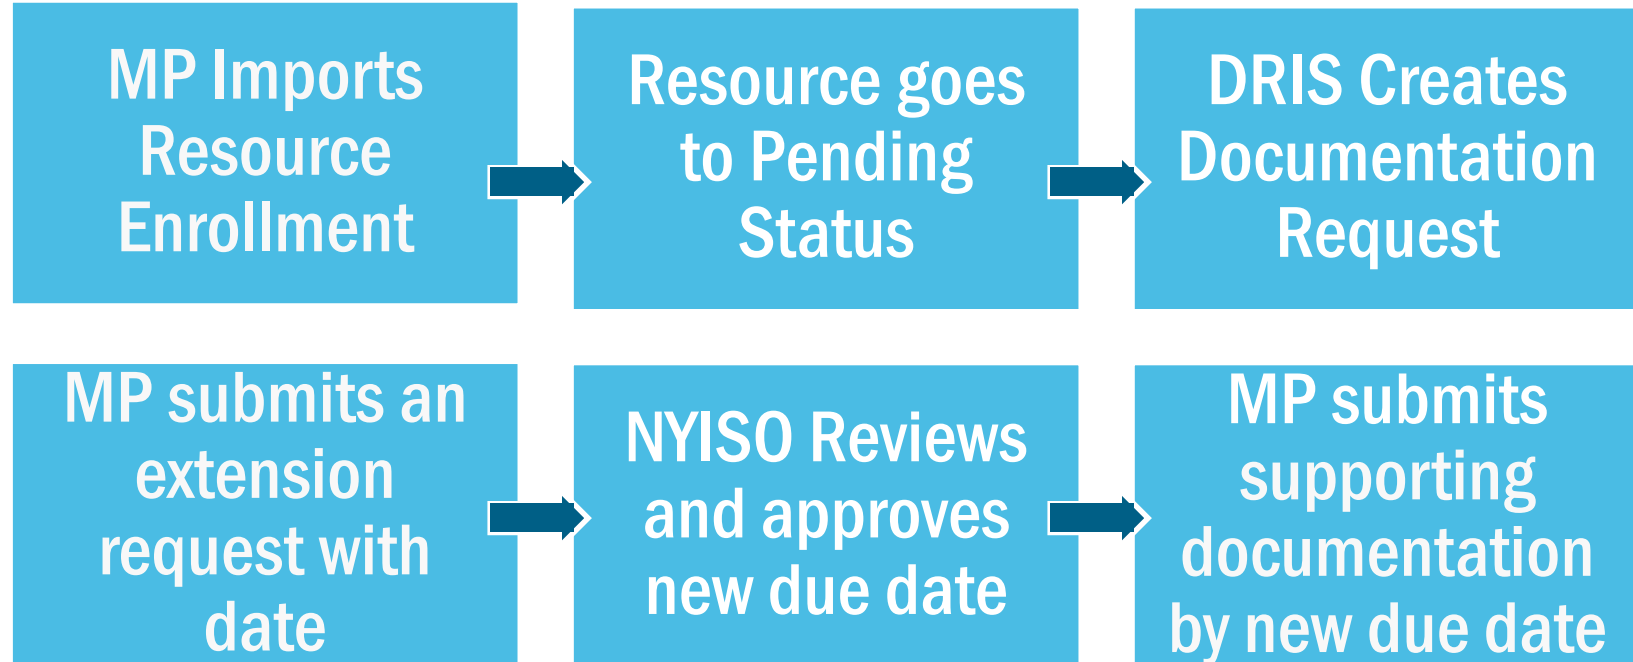 MP Imports
Resource
Enrollment
Resource goes
to Pending
Status
DRIS Creates
Documentation
Request
MP submits an
extension
request with
date
NYISO Reviews
and approves
new due date
MP submits
supporting
documentation
by new due date